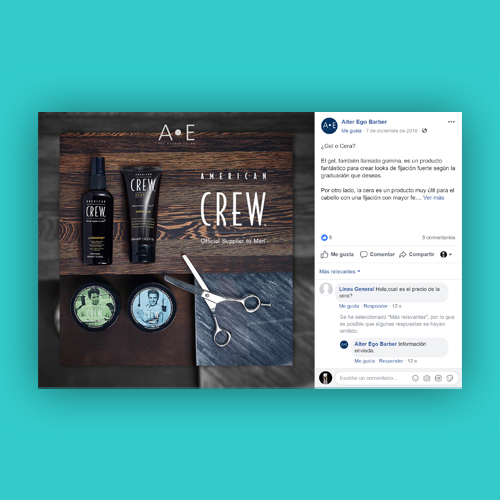 A•E
AMERICAN
CREW
Official Supplier to Men
AMERICAN
CREW
AMERICAN
CREW
CREW
CREW
Alter Ego Barber
Me gusta · 7 de diciembre de 2018 ·
¿Gel o Cera?
El gel, también llamado gomina, es un producto
fantástico para crear looks de fijación fuerte según la
graduación que deseas.
Por otro lado, la cera es un producto muy útil para el
cabello con una fijación con mayor fe.... Ver más
6
3 comentarios
Me gusta
Comentar
Compartir
Más relevantes
Linea General Hola,cual es el precio de la
cera?
Me gusta · Responder · 12 s
Se ha seleccionado "Más relevantes", por lo que
es posible que algunas respuestas se hayan
omitido.
Alter Ego Barber Información
enviada.
Me gusta · Responder · 12 s
Escribe un comentario...